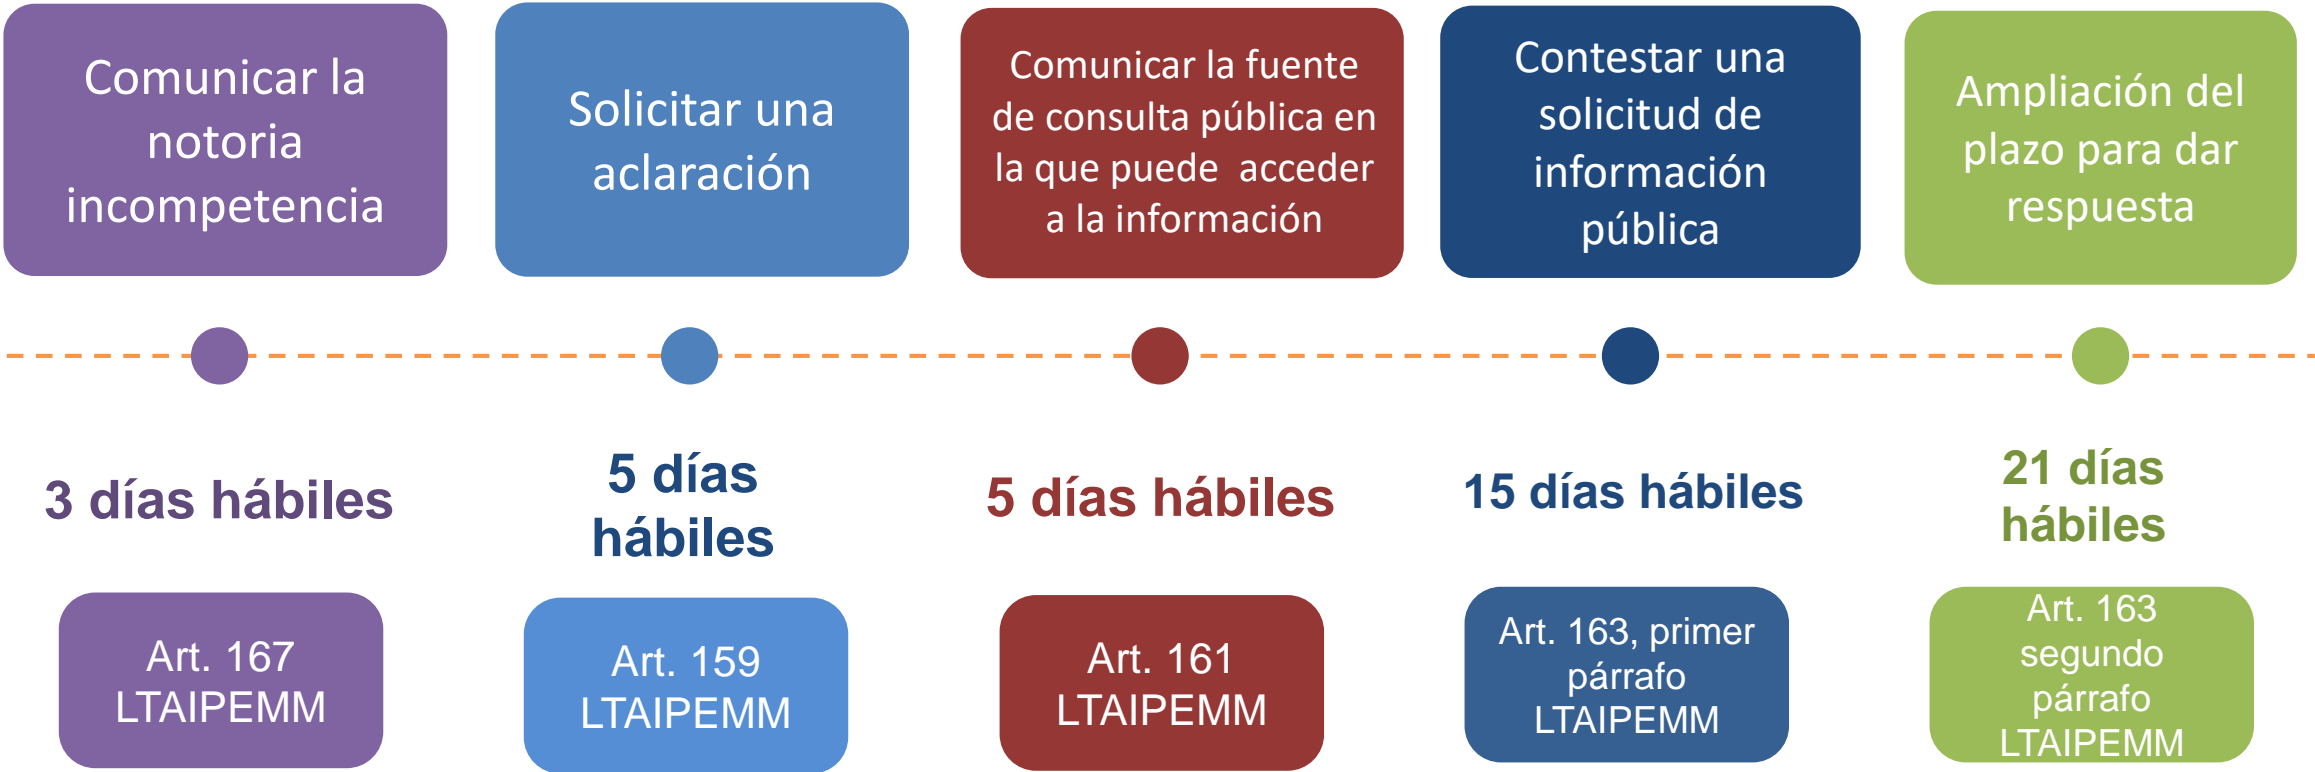 Comunicar la
notoria
incompetencia
Solicitar una
aclaración
Comunicar la fuente
de consulta pública en
la que puede  acceder
a la información
Contestar una
solicitud de
información
pública
Ampliación del
plazo para dar
respuesta
3 días hábiles
5 días
hábiles
5 días hábiles
15 días hábiles
21 días
hábiles
Art. 167
LTAIPEMM
Art. 159
LTAIPEMM
Art. 161
LTAIPEMM
Art. 163, primer
párrafo
LTAIPEMM
Art. 163
segundo
párrafo
LTAIPEMM